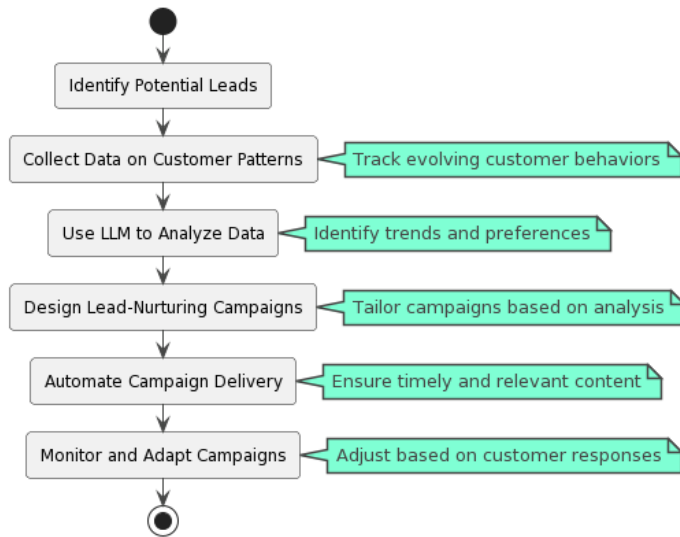 Identify Potential Leads
Collect Data on Customer Patterns
Track evolving customer behaviors
Use LLM to Analyze Data
Identify trends and preferences
Design Lead-Nurturing Campaigns
Tailor campaigns based on analysis
Automate Campaign Delivery
Ensure timely and relevant content
Monitor and Adapt Campaigns
Adjust based on customer responses